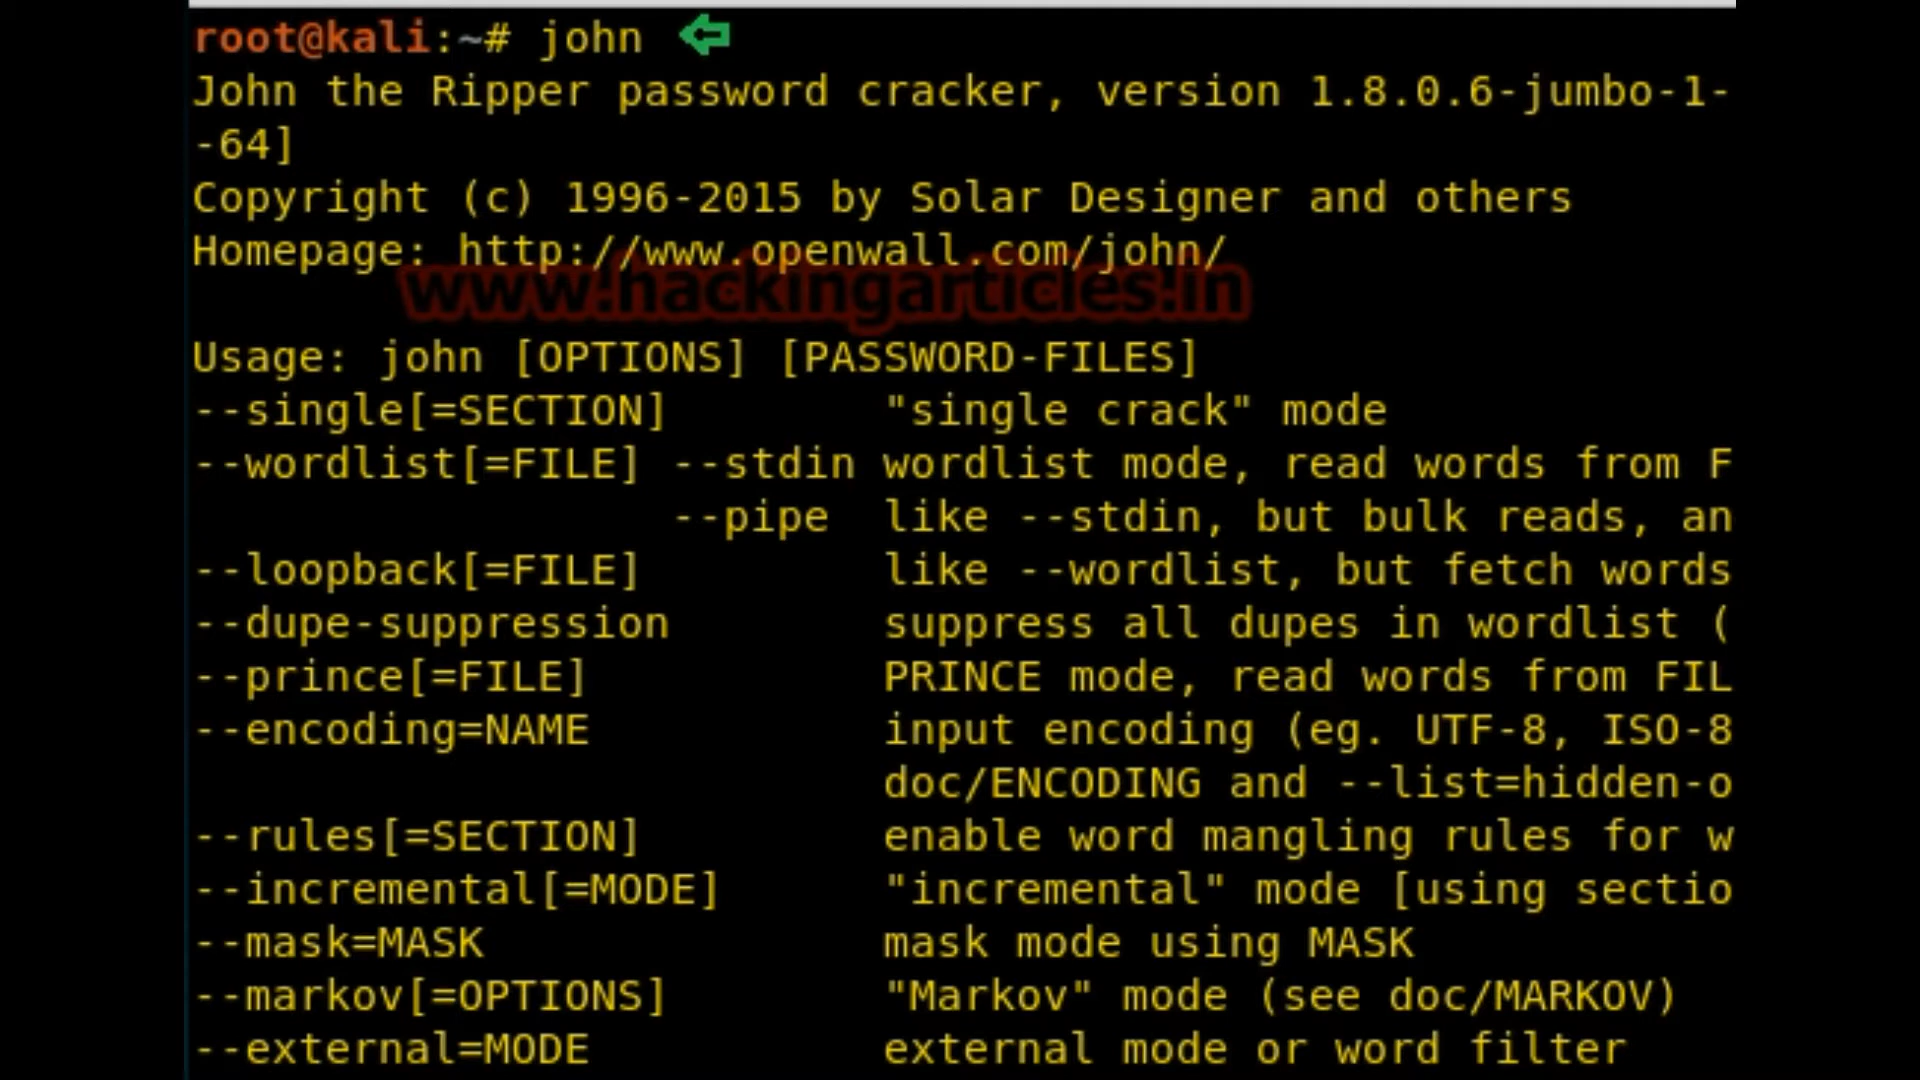 root@kali:~# john
John the Ripper password cracker, version 1.8.0.6-jumbo-1-
-64]
Copyright (c) 1996-2015 by Solar Designer and others
Homepage: http://www.openwall.com/john/
www.hackingarticles.in
Usage: john [OPTIONS] [PASSWORD-FILES]
--single[=SECTION] "single crack" mode
--wordlist[=FILE] --stdin wordlist mode, read words from F
--pipe like --stdin, but bulk reads, an
--loopback[=FILE] like --wordlist, but fetch words
--dupe-suppression suppress all dupes in wordlist (
--prince[=FILE] PRINCE mode, read words from FIL
--encoding=NAME input encoding (eg. UTF-8, ISO-8
doc/ENCODING and --list=hidden-o
--rules[=SECTION] enable word mangling rules for w
--incremental[=MODE] "incremental" mode [using sectio
--mask=MASK mask mode using MASK
--markov[=OPTIONS] "Markov" mode (see doc/MARKOV)
--external=MODE external mode or word filter